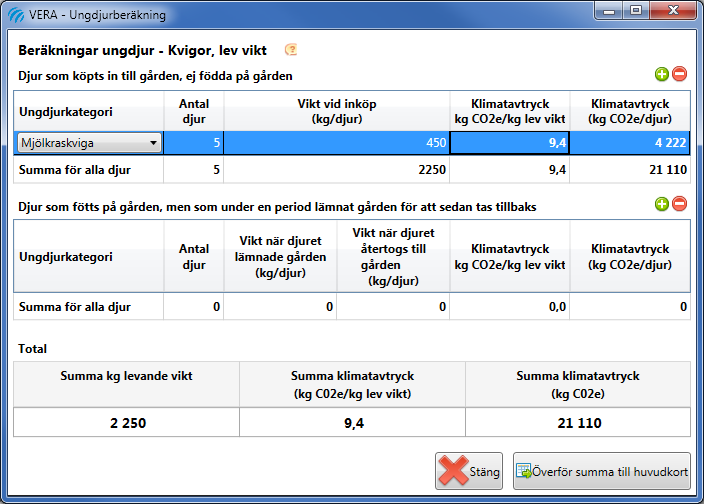 VERA - Ungdjurberäkning
Beräkningar ungdjur - Kvigor, lev vikt
Djur som köpts in till gården, ej födda på gården
Ungdjurkategori
Antal
djur
Vikt vid inköp
(kg/djur)
Klimatavtryck
kg CO2e/kg lev vikt)
Klimatavtryck
(kg CO2e/djur)
Mjölkraskviga 5 450 9,4 4 222
Summa för alla djur 5 2250 9,4 21 110
Djur som fötts på gården, men som under en period lämnat gården för att sedan tas tillbaks
Ungdjurkategori
Antal
djur
Vikt när djuret
lämnade gården
(kg/djur)
Vikt när djuret
återtogs till
gården
(kg/djur)
Klimatavtryck
kg CO2e/kg lev vikt)
Klimatavtryck
(kg CO2e/djur)
Summa för alla djur 0 0 0 0,0 0
Total
Summa kg levande vikt
Summa klimatavtryck
(kg C02e/kg lev vikt)
Summa klimatavtryck
(kg C02e)
2 250 9,4 21 110
Stäng
Överför summa till huvudkort